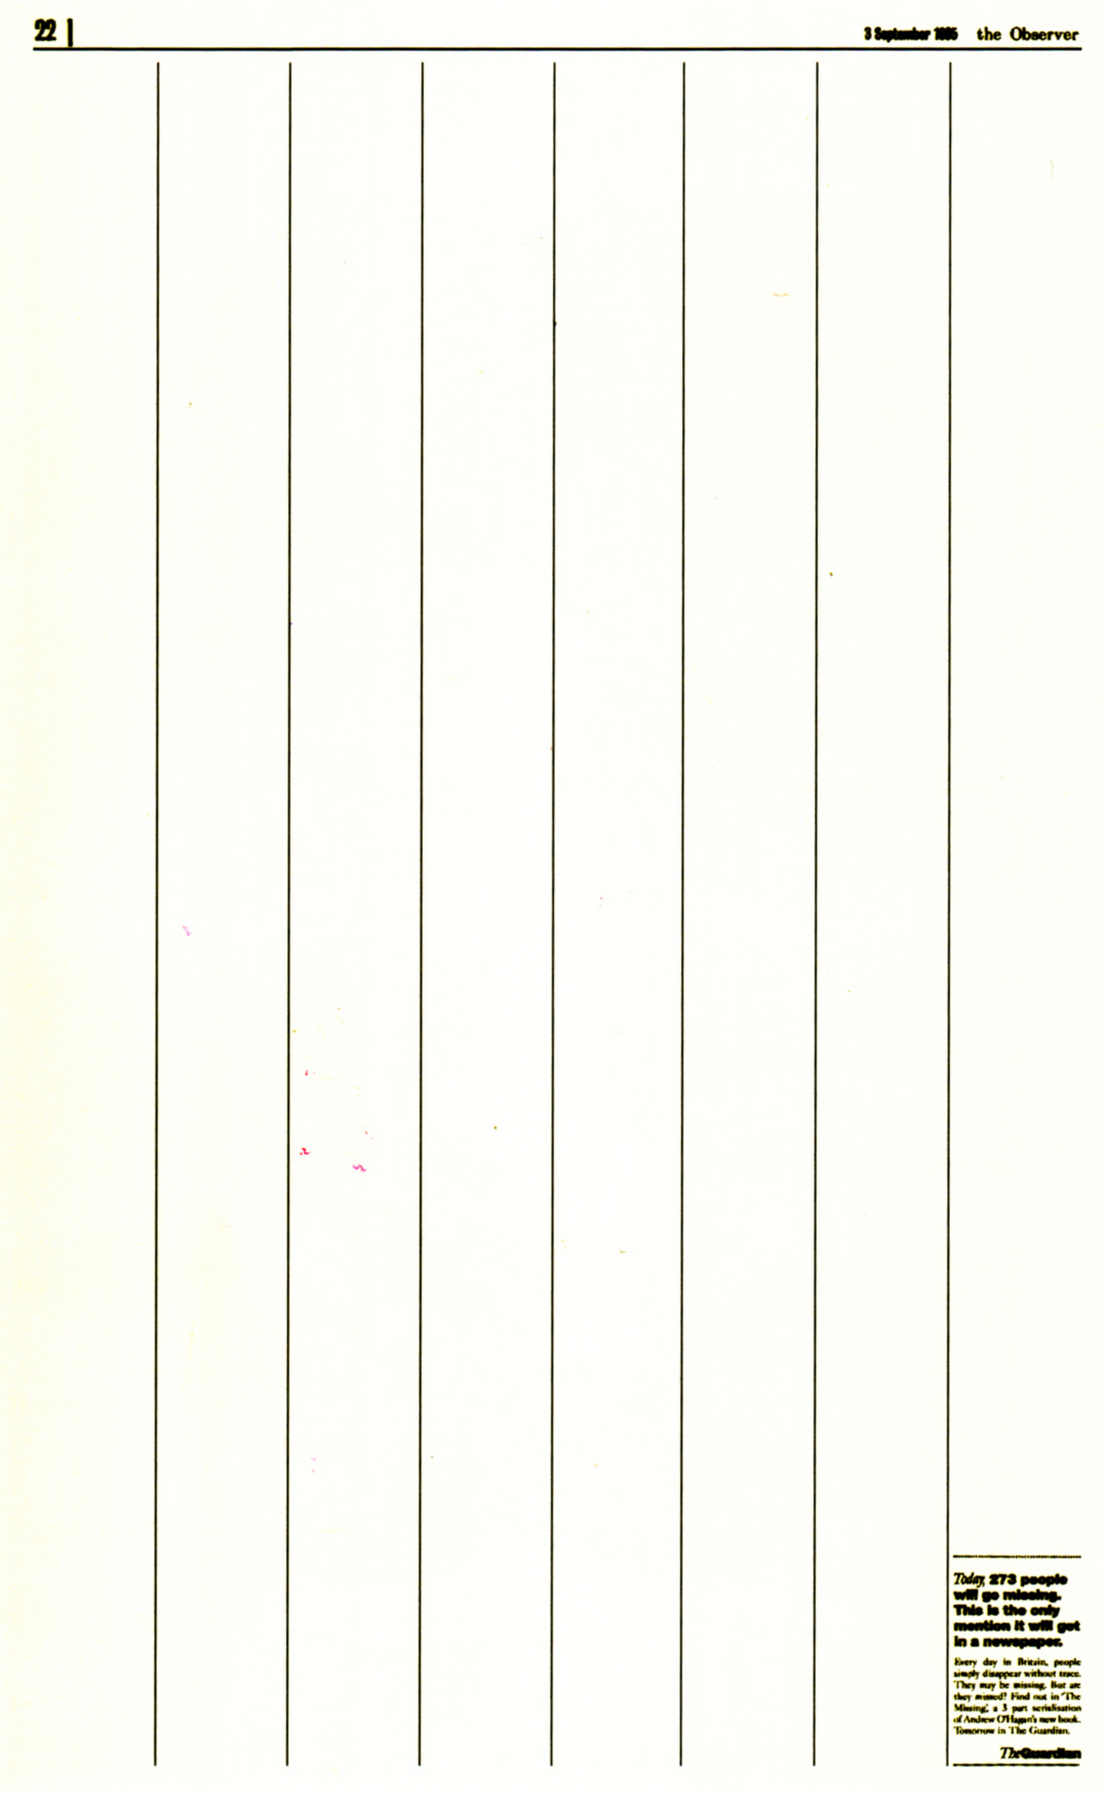 22
3 September 1995 the Observer
Today, 273 people
will go missing.
This is the only
mention it will get
in a newspaper.
Every day in Britain, people
simply disappear without trace.
They may be missing. But are
they missed? Find out in 'The
Missing', a 3 part serialisation
of Andrew O'Hagan's new book.
Tomorrow in The Guardian.
The Guardian